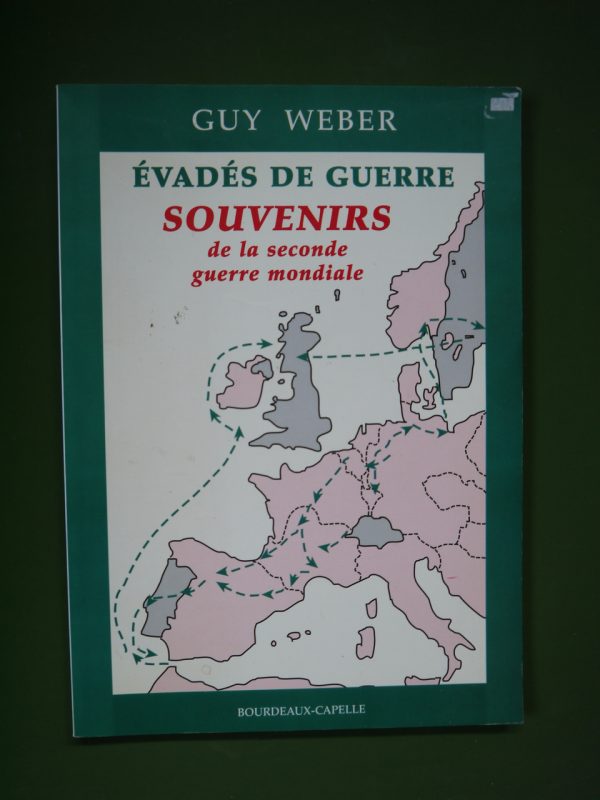 GUY WEBER
ÉVADÉS DE GUERRE
SOUVENIRS
de la seconde
guerre mondiale
BOURDEAUX-CAPELLE